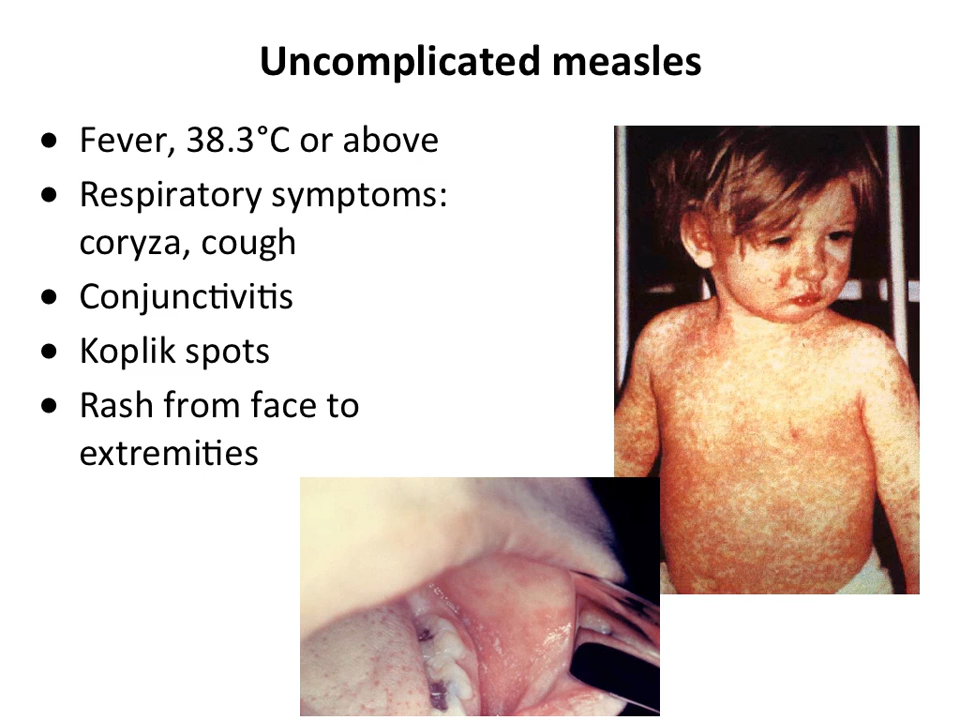 Uncomplicated measles
• Fever, 38.3°C or above
• Respiratory symptoms:
coryza, cough
• Conjunctivitis
• Koplik spots
• Rash from face to
extremities